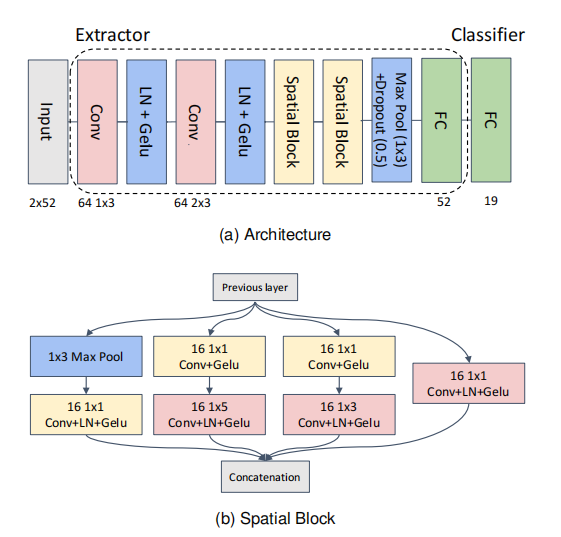 Extractor
Classifier
Input
Conv
LN + Gelu
Conv
LN + Gelu
Spatial Block
Spatial Block
Max Pool (1x3)
+Dropout (0.5)
FC
FC
2x52
64 1x3
64 2x3
52
19
(a) Architecture
Previous layer
1x3 Max Pool
16 1x1
Conv+Gelu
16 1x1
Conv+Gelu
16 1x1
Conv+LN+Gelu
16 1x1
Conv+LN+Gelu
16 1x5
Conv+LN+Gelu
16 1x3
Conv+LN+Gelu
Concatenation
(b) Spatial Block